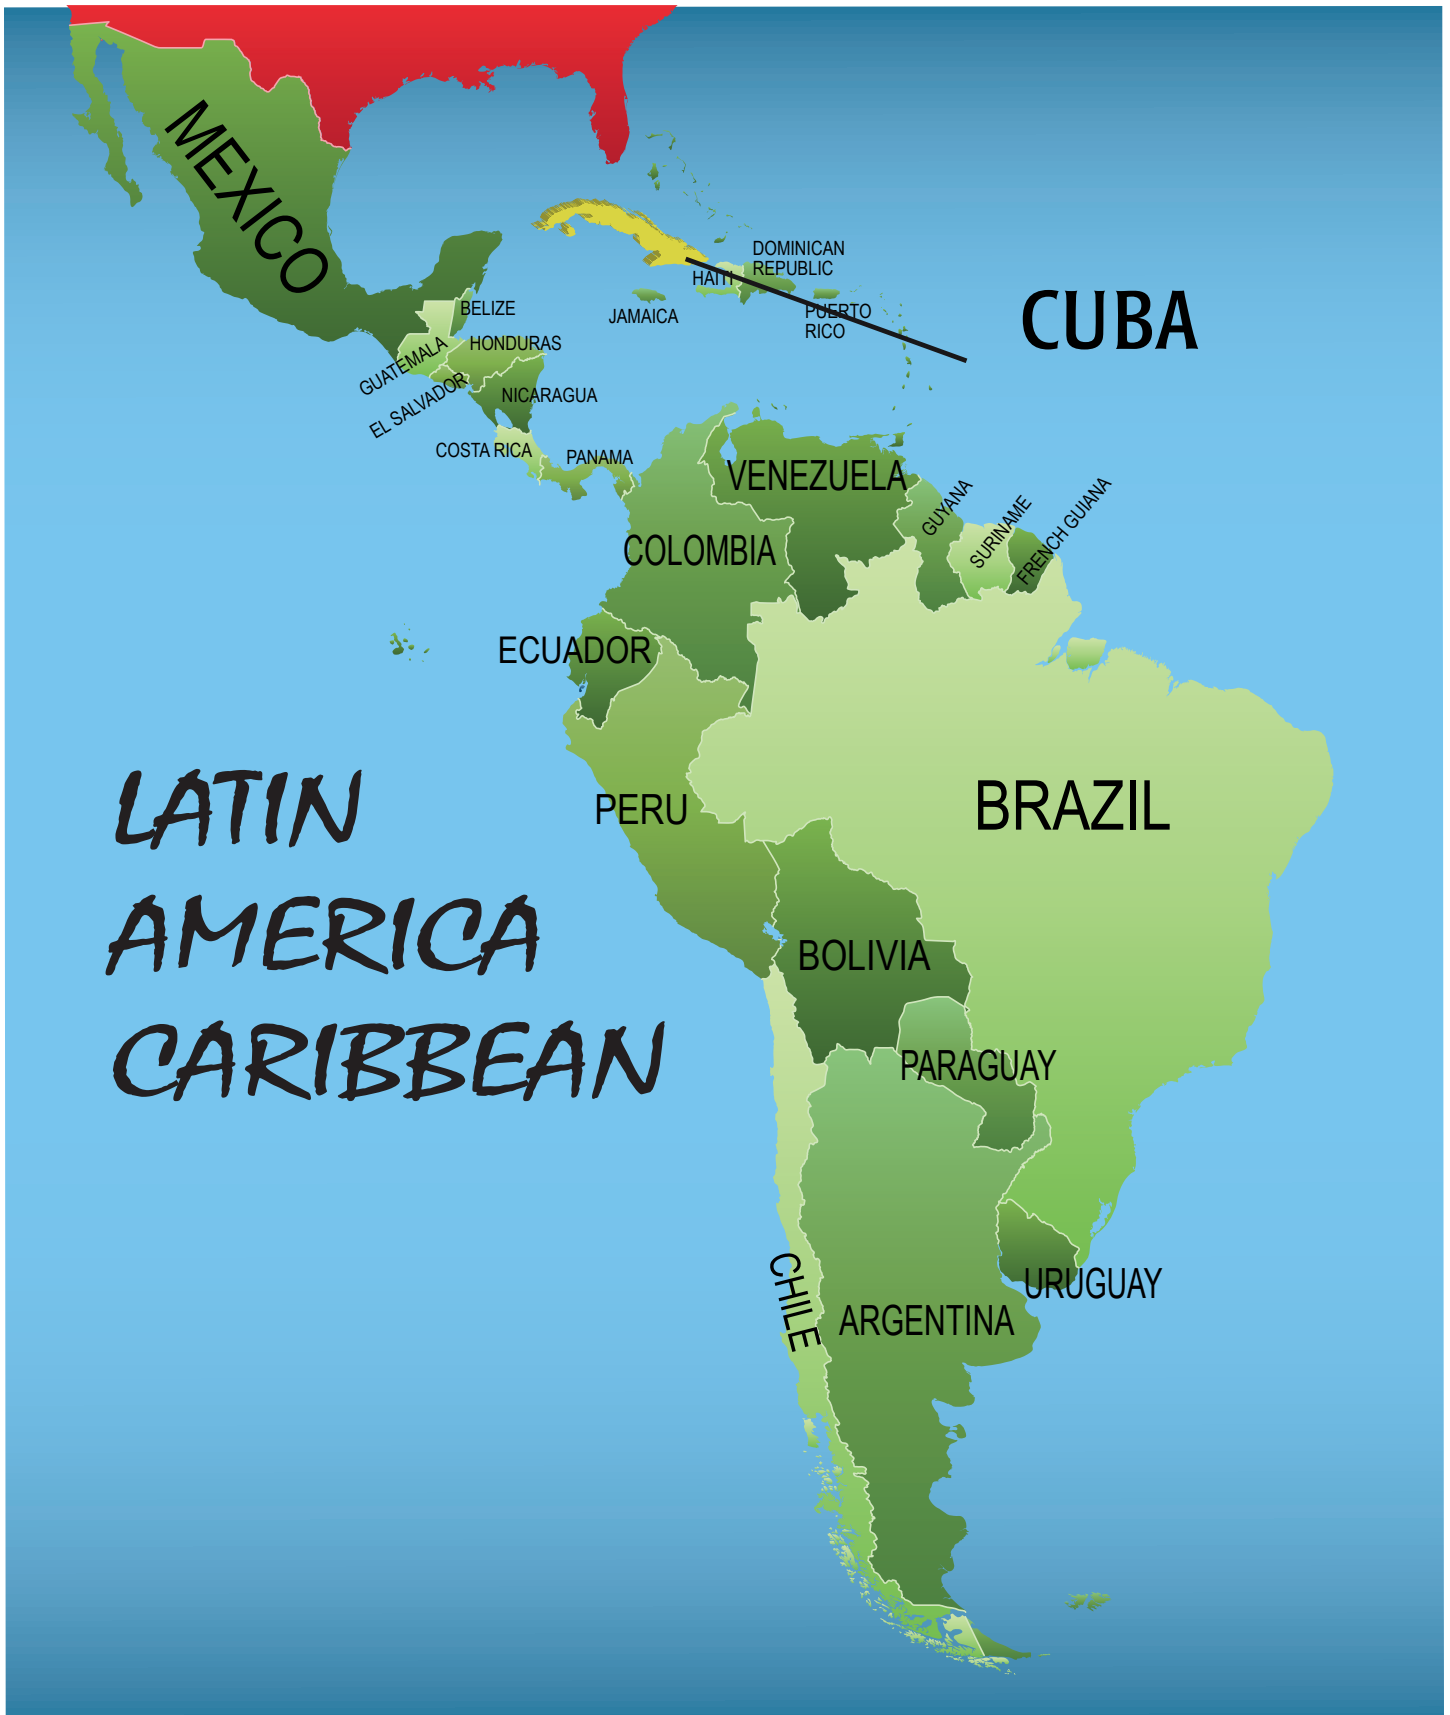 MEXICO
DOMINICAN
REPUBLIC
HAITI
CUBA
JAMAICA
PUERTO
RICO
BELIZE
HONDURAS
GUATEMALA
EL SALVADOR
NICARAGUA
COSTA RICA
PANAMA
VENEZUELA
GUYANA
SURINAME
FRENCH GUIANA
COLOMBIA
ECUADOR
PERU
BRAZIL
LATIN
AMERICA
CARIBBEAN
BOLIVIA
PARAGUAY
CHILE
URUGUAY
ARGENTINA